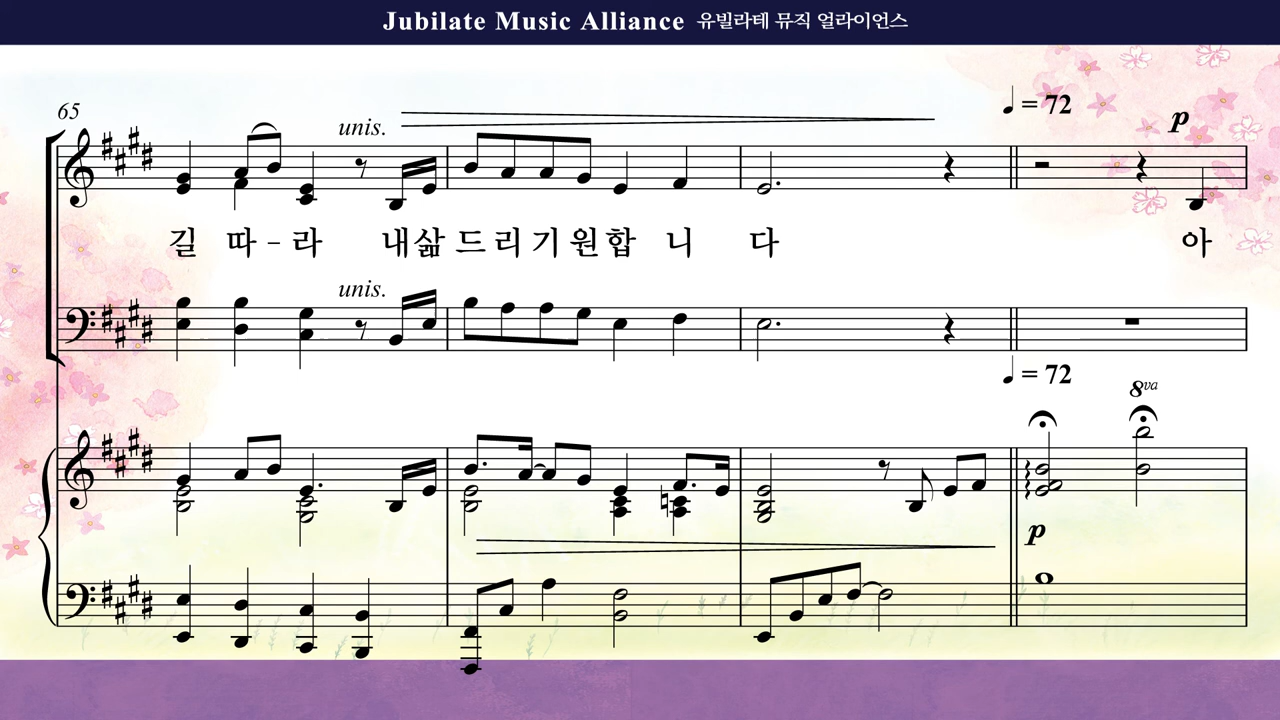 Jubilate Music Alliance 유빌라테 뮤직 얼라이언스
65
unis.
= 72
p
길 따 - 라 내 삶 드 리 기 원 합 니 다 아
unis.
= 72
8va
p